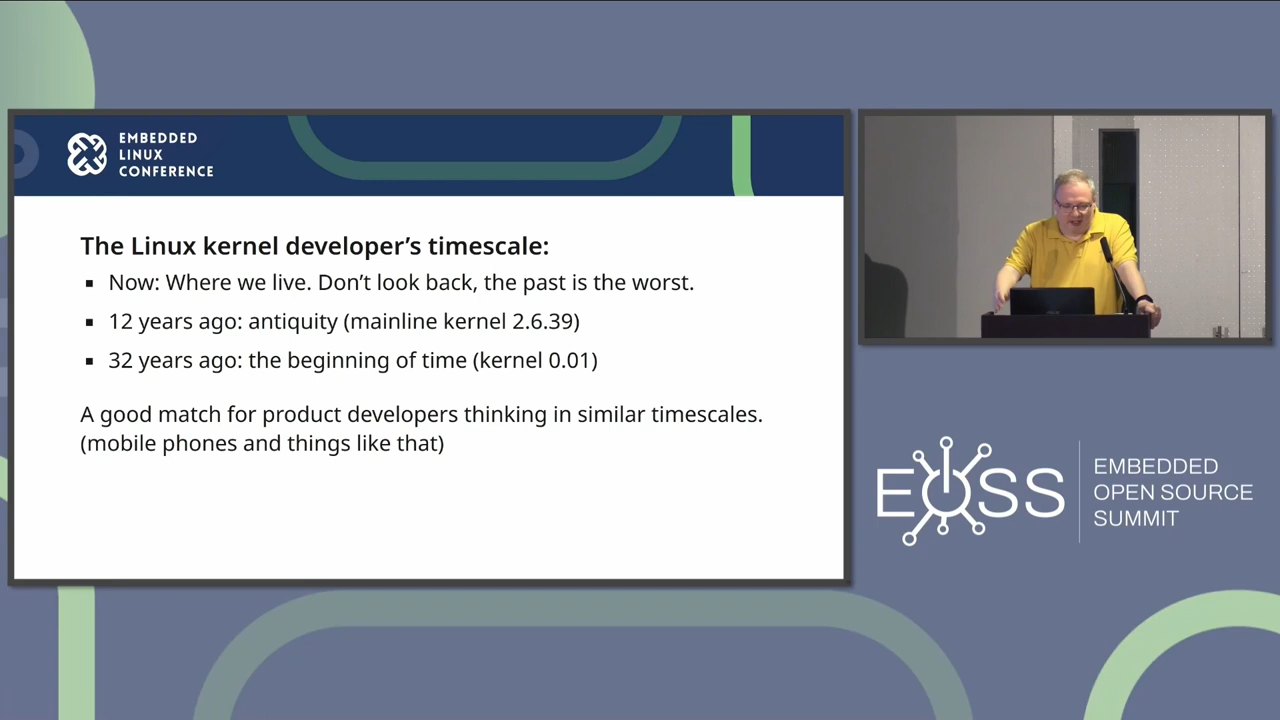 EMBEDDED
LINUX
CONFERENCE
The Linux kernel developer’s timescale:
▪ Now: Where we live. Don’t look back, the past is the worst.
▪ 12 years ago: antiquity (mainline kernel 2.6.39)
▪ 32 years ago: the beginning of time (kernel 0.01)
A good match for product developers thinking in similar timescales.
(mobile phones and things like that)
EOSS
EMBEDDED
OPEN SOURCE
SUMMIT